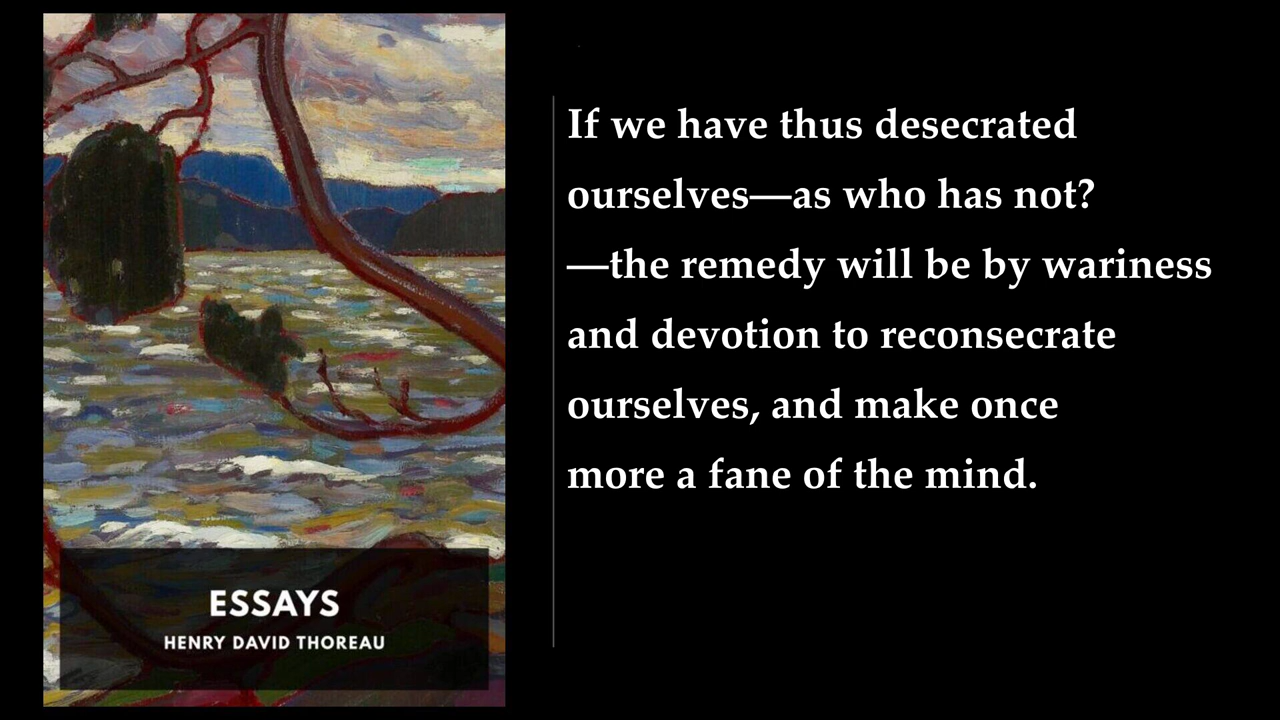 If we have thus desecrated
ourselves—as who has not?
—the remedy will be by wariness
and devotion to reconsecrate
ourselves, and make once
more a fane of the mind.
ESSAYS
HENRY DAVID THOREAU